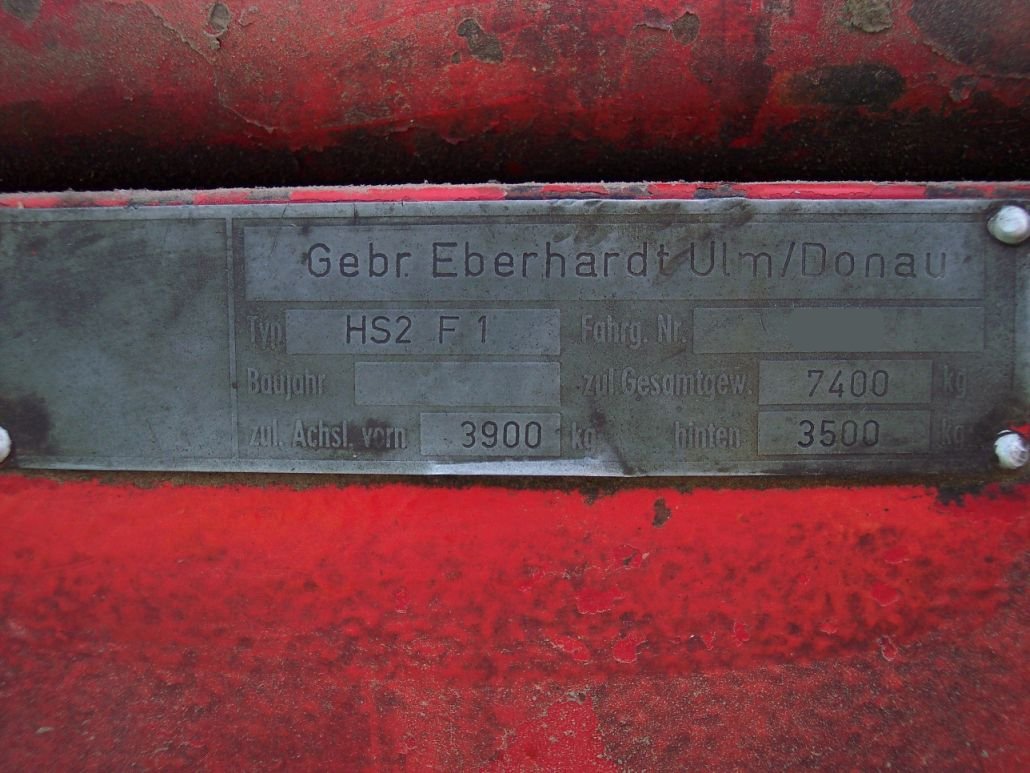 Gebr. Eberhardt Ulm/Donau
Typ HS2 F 1 Fahrg. Nr.
Baujahr zul. Gesamtgew. 7400 kg
zul. Achsl. vorn 3900 kg hinten 3500 kg